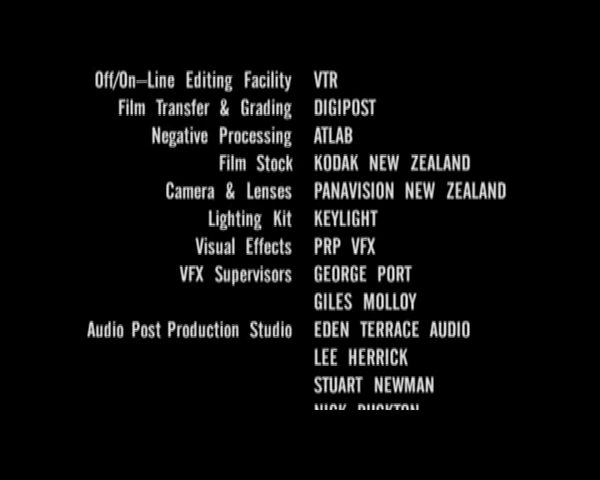 Off/On–Line Editing Facility VTR
Film Transfer & Grading DIGIPOST
Negative Processing ATLAB
Film Stock KODAK NEW ZEALAND
Camera & Lenses PANAVISION NEW ZEALAND
Lighting Kit KEYLIGHT
Visual Effects PRP VFX
VFX Supervisors GEORGE PORT
GILES MOLLOY
Audio Post Production Studio EDEN TERRACE AUDIO
LEE HERRICK
STUART NEWMAN
NICK